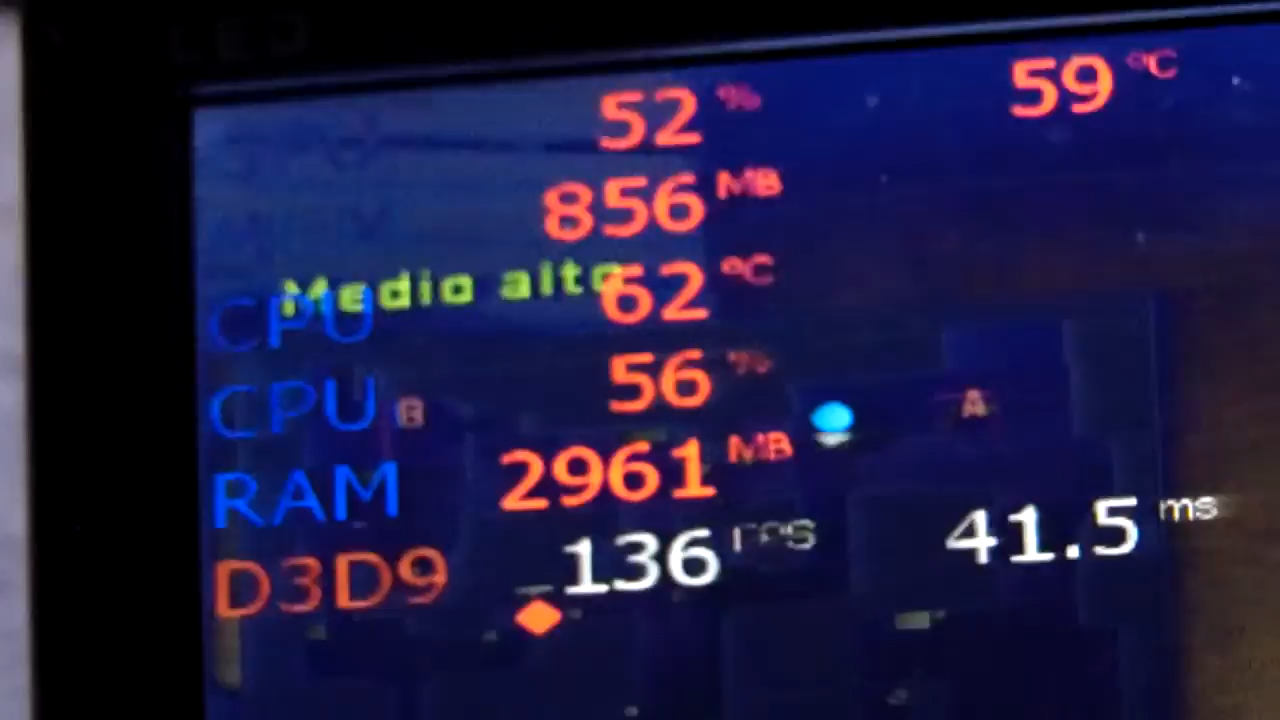 52 % 59 °C
856 MB
Medio alto
CPU 62 °C
CPU 56 %
B A
RAM 2961 MB
D3D9 136 FPS 41.5 ms